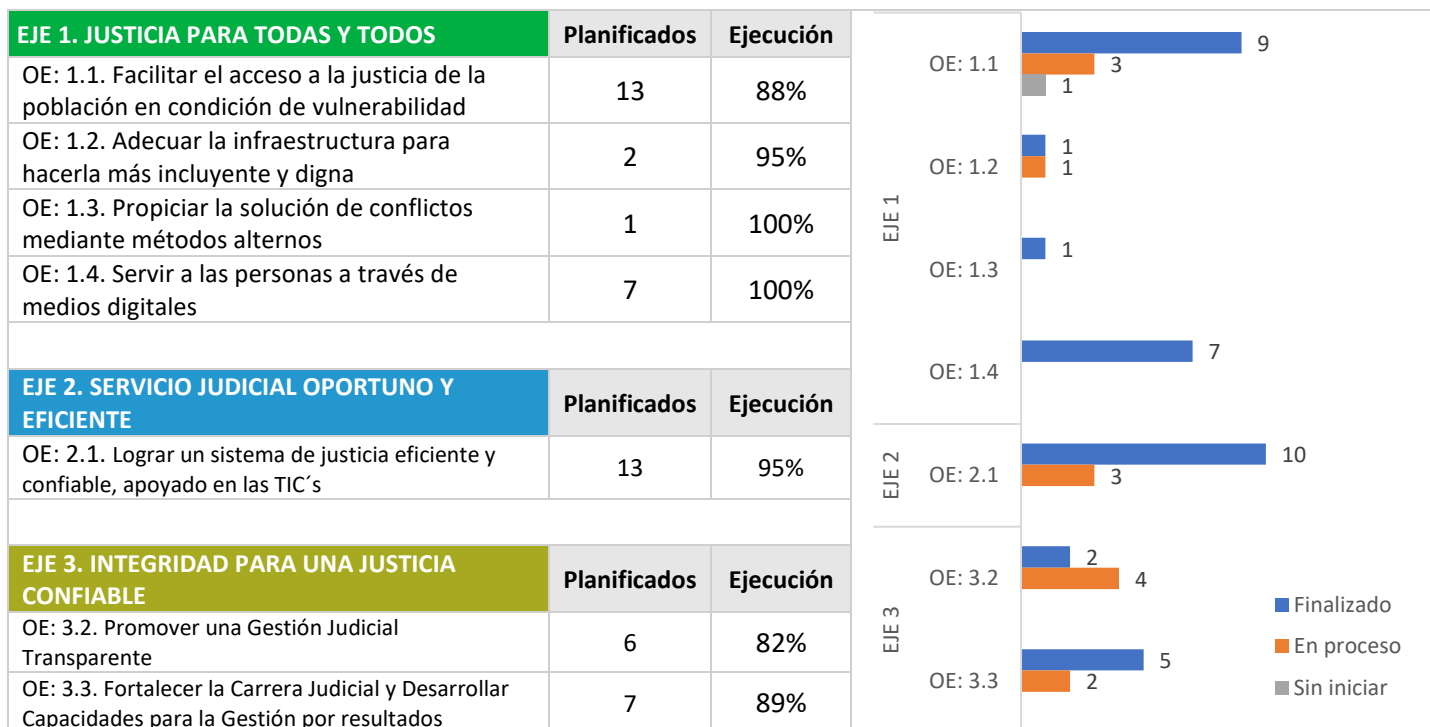 EJE 1. JUSTICIA PARA TODAS Y TODOS Planificados Ejecución
OE: 1.1. Facilitar el acceso a la justicia de la
población en condición de vulnerabilidad
13 88%
OE: 1.2. Adecuar la infraestructura para
hacerla más incluyente y digna
2 95%
OE: 1.3. Propiciar la solución de conflictos
mediante métodos alternos
1 100%
OE: 1.4. Servir a las personas a través de
medios digitales
7 100%
EJE 2. SERVICIO JUDICIAL OPORTUNO Y
EFICIENTE
Planificados Ejecución
OE: 2.1. Lograr un sistema de justicia eficiente y
confiable, apoyado en las TIC´s
13 95%
EJE 3. INTEGRIDAD PARA UNA JUSTICIA
CONFIABLE
Planificados Ejecución
OE: 3.2. Promover una Gestión Judicial
Transparente
6 82%
OE: 3.3. Fortalecer la Carrera Judicial y Desarrollar
Capacidades para la Gestión por resultados
7 89%
EJE 1
OE: 1.1
9
3
1
OE: 1.2
1
1
OE: 1.3
1
OE: 1.4
7
EJE 2
OE: 2.1
10
3
EJE 3
OE: 3.2
2
4
OE: 3.3
5
2
Finalizado
En proceso
Sin iniciar